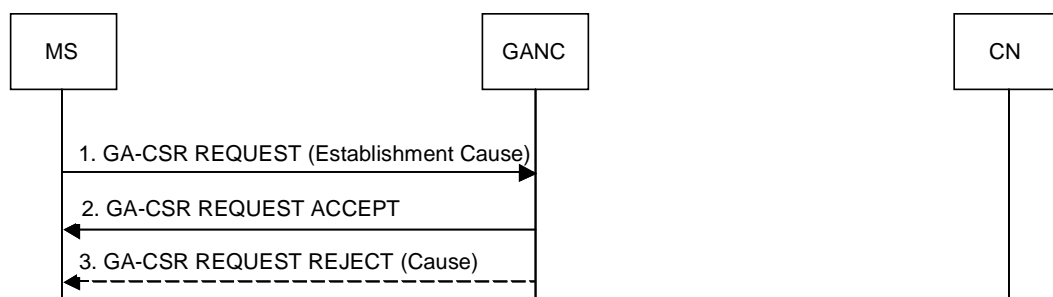 MS
GANC
CN
1. GA-CSR REQUEST (Establishment Cause)
2. GA-CSR REQUEST ACCEPT
3. GA-CSR REQUEST REJECT (Cause)